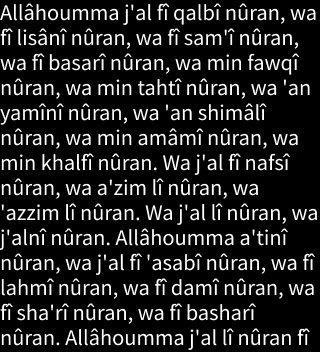 Allâhoumma j'al fî qalbî nûran, wa
fî lisânî nûran, wa fî sam'î nûran,
wa fî basarî nûran, wa min fawqî
nûran, wa min tahtî nûran, wa 'an
yamînî nûran, wa 'an shimâlî
nûran, wa min amâmî nûran, wa
min khalfî nûran. Wa j'al fî nafsî
nûran, wa a'zim lî nûran, wa
'azzim lî nûran. Wa j'al lî nûran, wa
j'alnî nûran. Allâhoumma a'tinî
nûran, wa j'al fî 'asabî nûran, wa fî
lahmî nûran, wa fî damî nûran, wa
fî sha'rî nûran, wa fî basharî
nûran. Allâhoumma j'al lî nûran fî